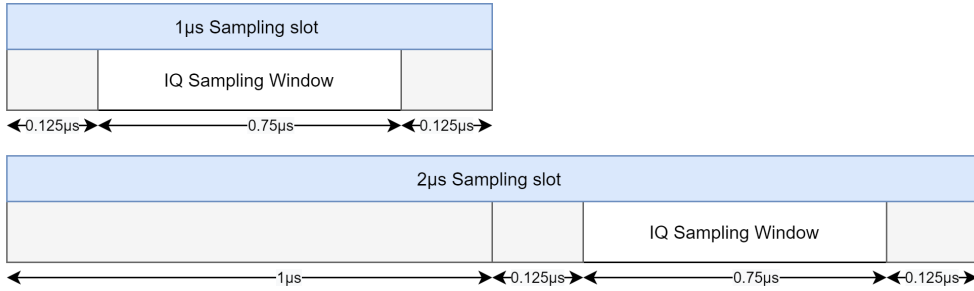 1μs Sampling slot
IQ Sampling Window
0.125μs 0.75μs 0.125μs
2μs Sampling slot
IQ Sampling Window
1μs 0.125μs 0.75μs 0.125μs